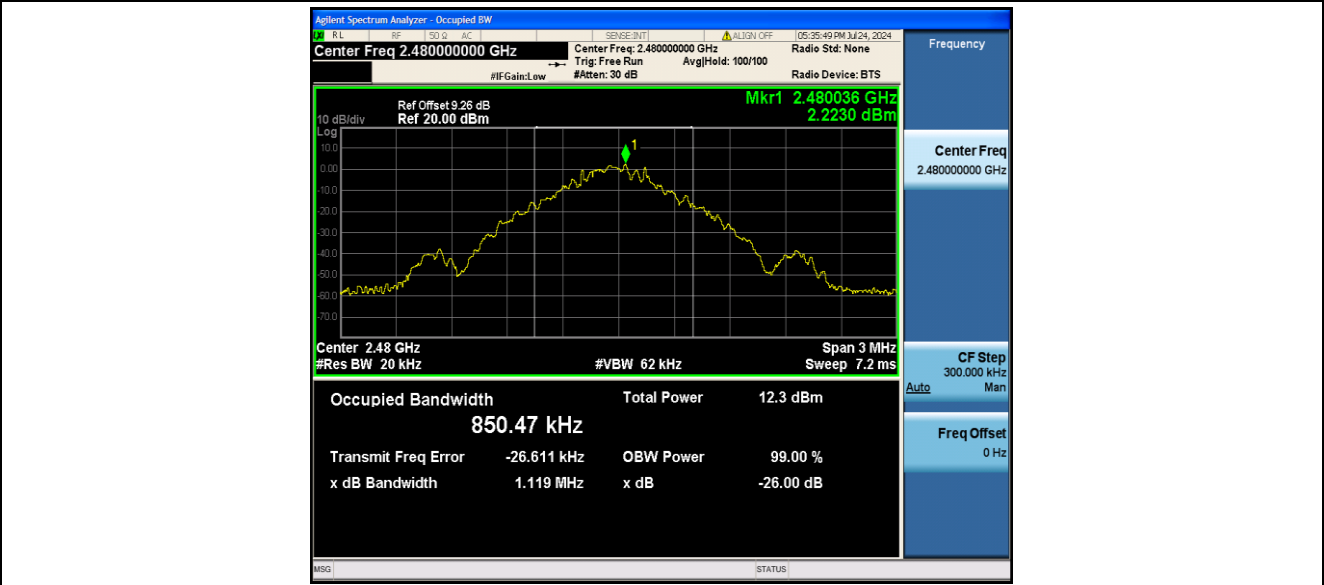 Agilent Spectrum Analyzer - Occupied BW
LXI RL RF 50 Ω AC SENSE:INT ALIGN OFF 05:35:49 PM Jul 24, 2024
Center Freq 2.480000000 GHz
Center Freq: 2.480000000 GHz
Radio Std: None
Trig: Free Run
Avg|Hold: 100/100
#IFGain:Low
#Atten: 30 dB
Radio Device: BTS
Ref Offset 9.26 dB
Mkr1 2.480036 GHz
10 dB/div
Ref 20.00 dBm
2.2230 dBm
Log
1
10.0
0.00
-10.0
-20.0
-30.0
-40.0
-50.0
-60.0
-70.0
Center 2.48 GHz
Span 3 MHz
#Res BW 20 kHz
#VBW 62 kHz
Sweep 7.2 ms
Occupied Bandwidth
Total Power
12.3 dBm
850.47 kHz
Transmit Freq Error
-26.611 kHz
OBW Power
99.00 %
x dB Bandwidth
1.119 MHz
x dB
-26.00 dB
MSG
STATUS
Frequency
Center Freq
2.480000000 GHz
CF Step
300.000 kHz
Auto Man
Freq Offset
0 Hz